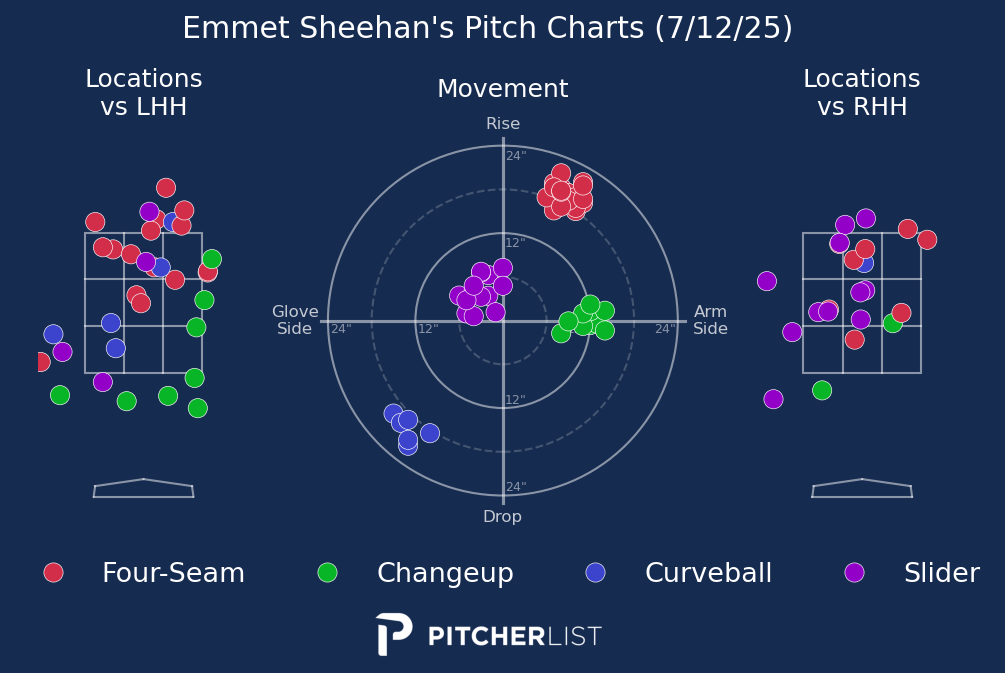 Emmet Sheehan's Pitch Charts (7/12/25)
Locations
vs LHH
Movement
Locations
vs RHH
Rise
24"
12"
Glove
Side
24"
12"
24"
Arm
Side
12"
24"
Drop
Four-Seam
Changeup
Curveball
Slider
PITCHERLIST